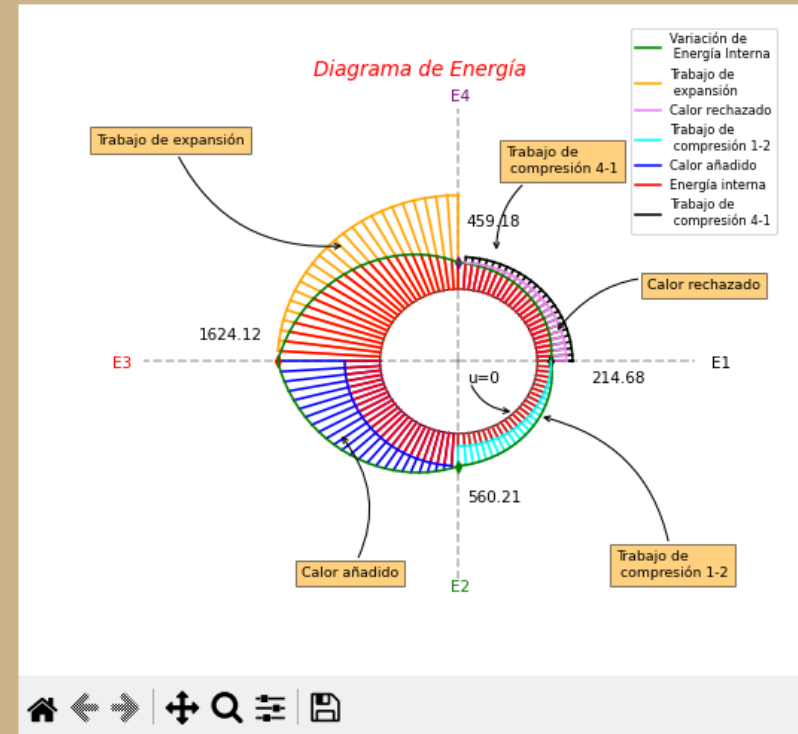 Diagrama de Energía
E4
Variación de
Energía Interna
Trabajo de
expansión
Calor rechazado
Trabajo de
compresión 1-2
Calor añadido
Energía interna
Trabajo de
compresión 4-1
Trabajo de expansión
Trabajo de
compresión 4-1
459.18
Calor rechazado
1624.12
E3
E1
u=0
214.68
560.21
Calor añadido
Trabajo de
compresión 1-2
E2